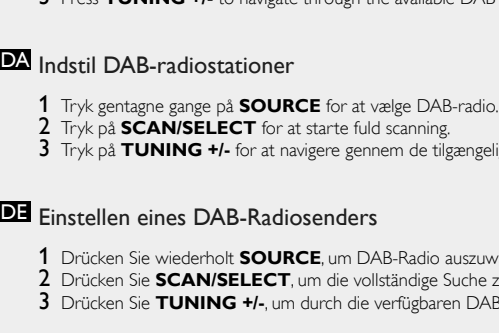 3 Press TUNING +/- to navigate through the available DAB
DA Indstil DAB-radiostationer
1 Tryk gentagne gange på SOURCE for at vælge DAB-radio.
2 Tryk på SCAN/SELECT for at starte fuld scanning.
3 Tryk på TUNING +/- for at navigere gennem de tilgængeli
DE Einstellen eines DAB-Radiosenders
1 Drücken Sie wiederholt SOURCE, um DAB-Radio auszuw
2 Drücken Sie SCAN/SELECT, um die vollständige Suche z
3 Drücken Sie TUNING +/-, um durch die verfügbaren DAB